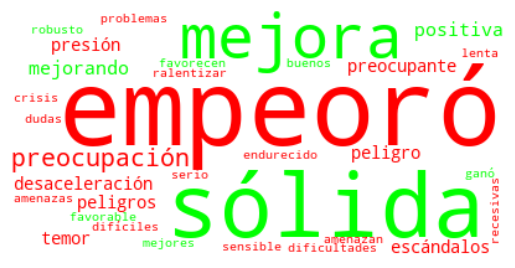 problemas
robusto
mejora
positiva
presión
favorecen
buenos
lenta
mejorando
ralentizar
preocupante
crisis
empeoró
dudas
preocupación
endurecido
peligro
desaceleración
serio
sólida
ganó
amenazas
peligros
recesivas
favorable
dificiles
temor
mejores
sensible
amenazan
dificultades
escándalos